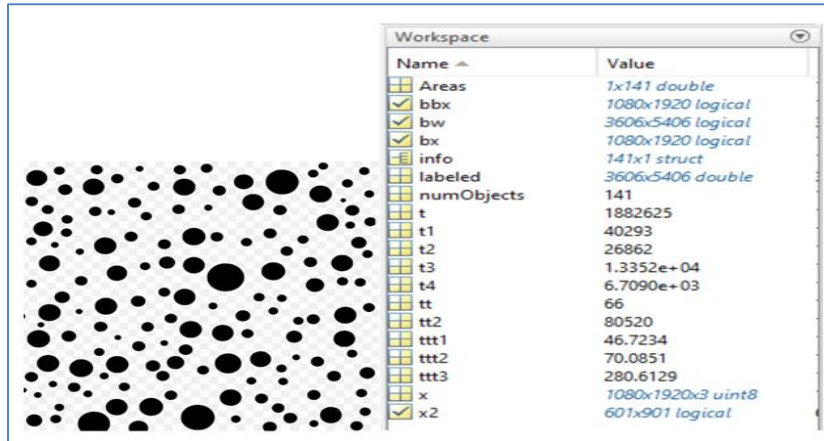 Workspace
Name Value
Areas 1x141 double
bbx 1080x1920 logical
bw 3606x5406 logical
bx 1080x1920 logical
info 141x1 struct
labeled 3606x5406 double
numObjects 141
t 1882625
t1 40293
t2 26862
t3 1.3352e+04
t4 6.7090e+03
tt 66
tt2 80520
ttt1 46.7234
ttt2 70.0851
ttt3 280.6129
x 1080x1920x3 uint8
x2 601x901 logical